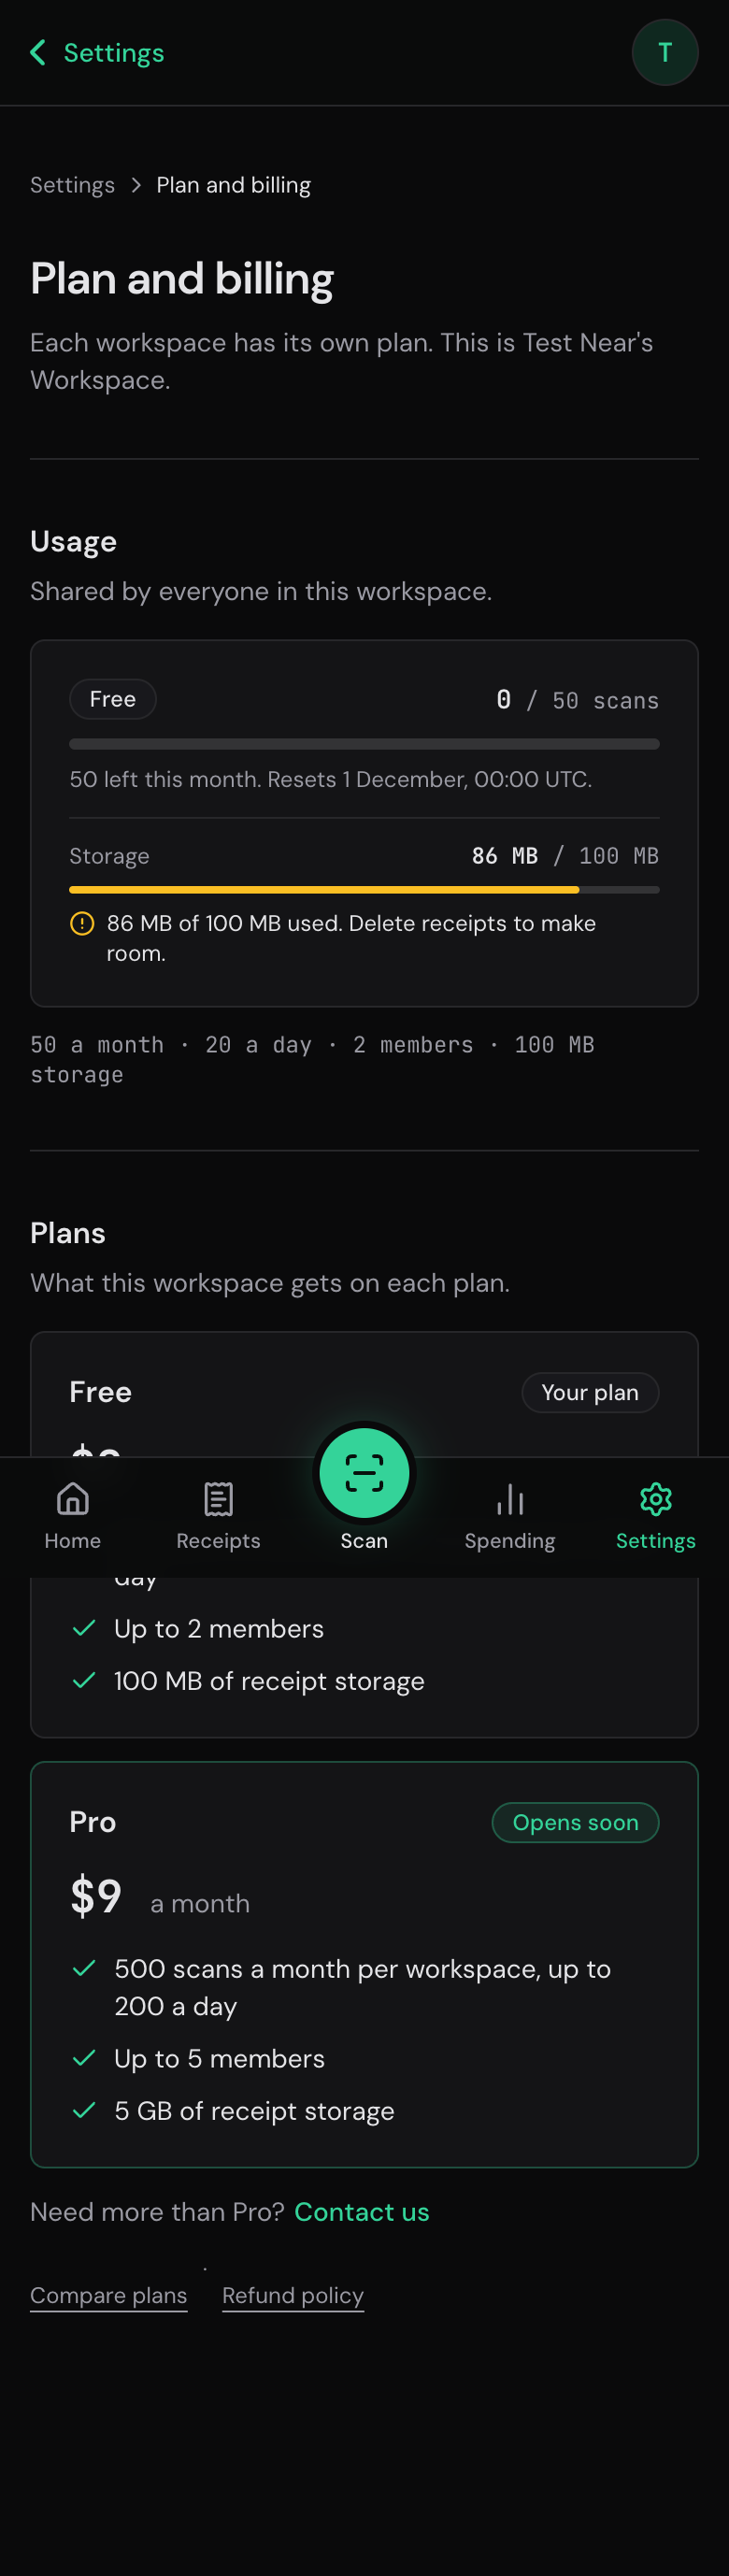 Settings
T
Settings > Plan and billing
Plan and billing
Each workspace has its own plan. This is Test Near's
Workspace.
Usage
Shared by everyone in this workspace.
Free
0 / 50 scans
50 left this month. Resets 1 December, 00:00 UTC.
Storage
86 MB / 100 MB
86 MB of 100 MB used. Delete receipts to make
room.
50 a month · 20 a day · 2 members · 100 MB
storage
Plans
What this workspace gets on each plan.
Free
Your plan
Home
Receipts
Scan
Spending
Settings
day
Up to 2 members
100 MB of receipt storage
Pro
Opens soon
$9 a month
500 scans a month per workspace, up to
200 a day
Up to 5 members
5 GB of receipt storage
Need more than Pro? Contact us
Compare plans · Refund policy